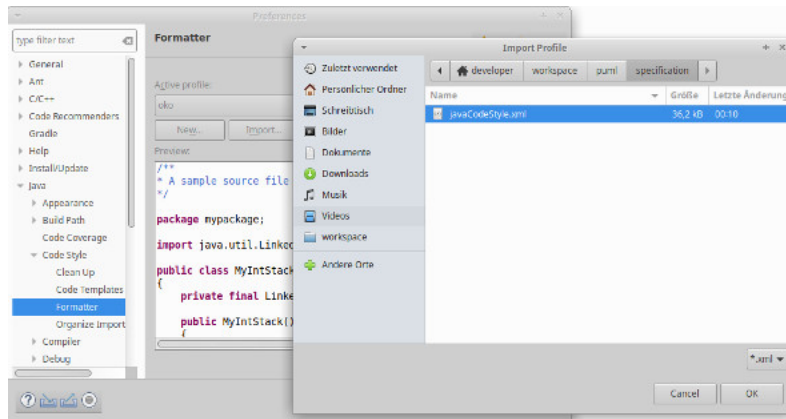 Preferences
type filter text
General
Ant
C/C++
Code Recommenders
Gradle
Help
Install/Update
Java
Appearance
Build Path
Code Coverage
Code Style
Clean Up
Code Templates
Formatter
Organize Import
Compiler
Debug
Formatter
Active profile:
oko
New...
Import...
Preview:
/**
* A sample source file
*/
package mypackage;
import java.util.Linke
public class MyIntStack
{
private final Linke
public MyIntStack()
{
Import Profile
Zuletzt verwendet
Persönlicher Ordner
Schreibtisch
Bilder
Dokumente
Downloads
Musik
Videos
workspace
Andere Orte
developer workspace puml specification
Name Größe Letzte Änderung
javaCodeStyle.xml 36,2 kB 00:10
*.xml
Cancel OK